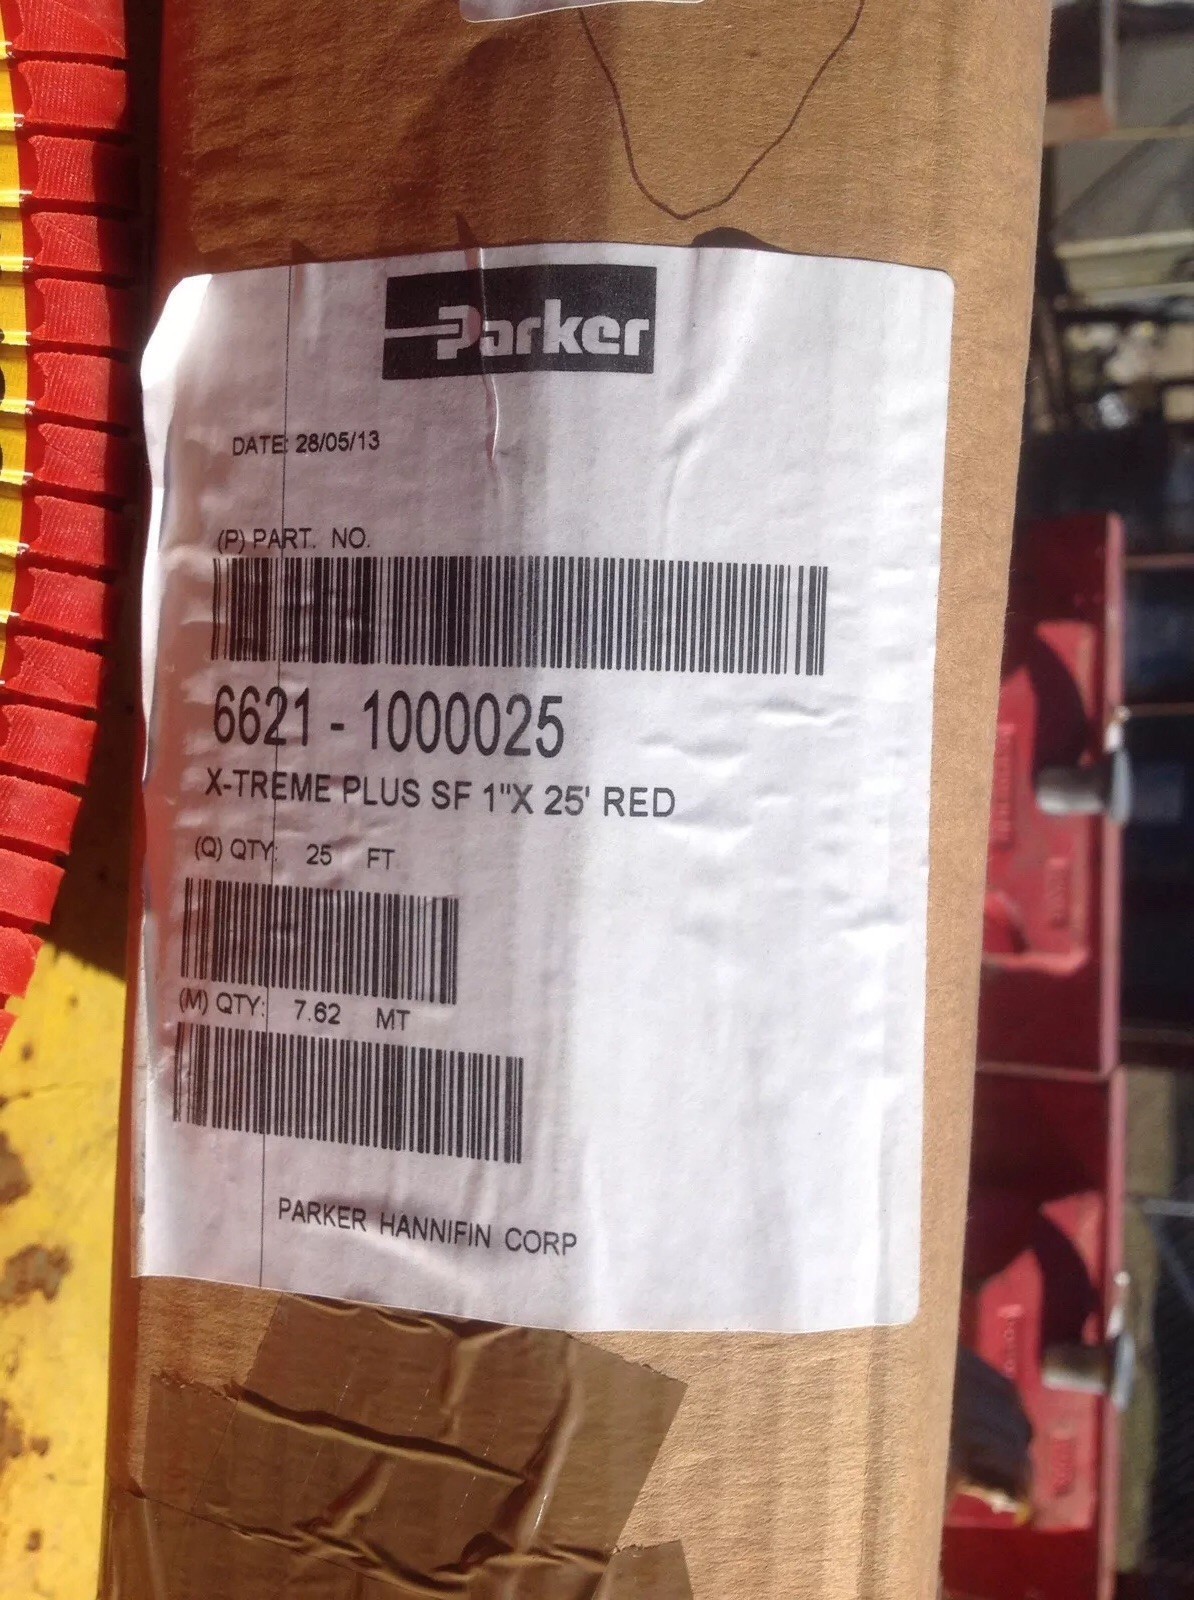 Parker
DATE: 28/05/13
(P) PART. NO.
6621-1000025
X-TREME PLUS SF 1"X 25' RED
(Q) QTY: 25 FT
(M) QTY: 7.62 MT
PARKER HANNIFIN CORP